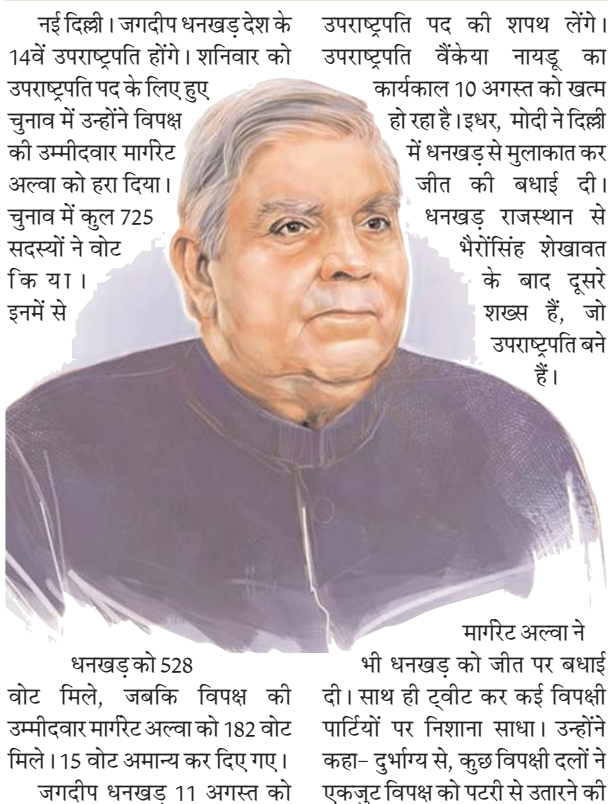 नई दिल्ली। जगदीप धनखड़ देश के
14वें उपराष्ट्रपति होंगे। शनिवार को
उपराष्ट्रपति पद के लिए हुए
चुनाव में उन्होंने विपक्ष
की उम्मीदवार मार्गरेट
अल्वा को हरा दिया।
चुनाव में कुल 725
सदस्यों ने वोट
कि या ।
इनमें से
धनखड़ को 528
वोट मिले, जबकि विपक्ष की
उम्मीदवार मार्गरेट अल्वा को 182 वोट
मिले। 15 वोट अमान्य कर दिए गए।
जगदीप धनखड़ 11 अगस्त को
उपराष्ट्रपति पद की शपथ लेंगे।
उपराष्ट्रपति वैंकेया नायडू का
कार्यकाल 10 अगस्त को खत्म
हो रहा है। इधर, मोदी ने दिल्ली
में धनखड़ से मुलाकात कर
जीत की बधाई दी।
धनखड़ राजस्थान से
भैरोंसिंह शेखावत
के बाद दूसरे
शख्स हैं, जो
उपराष्ट्रपति बने
हैं।
मार्गरेट अल्वा ने
भी धनखड़ को जीत पर बधाई
दी। साथ ही ट्वीट कर कई विपक्षी
पार्टियों पर निशाना साधा। उन्होंने
कहा– दुर्भाग्य से, कुछ विपक्षी दलों ने
एकजुट विपक्ष को पटरी से उतारने की